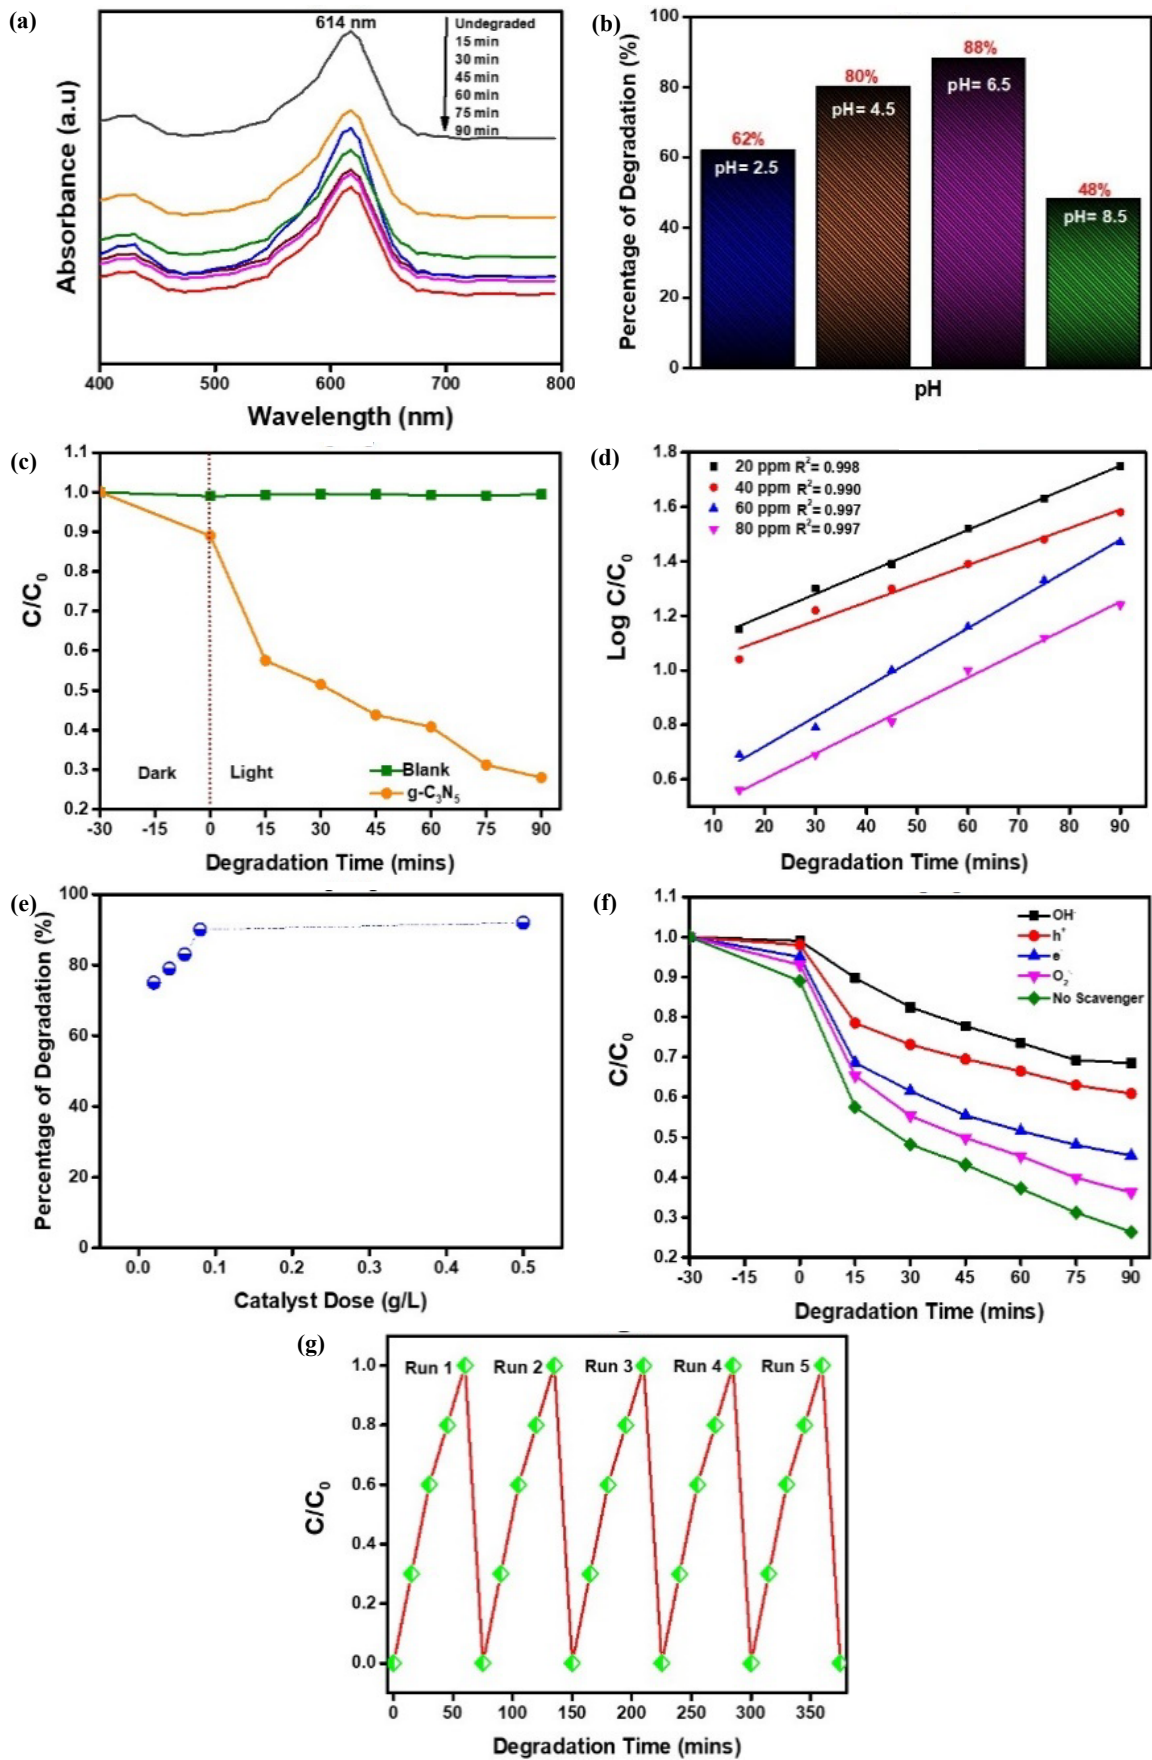 (a)
614 nm
Undegraded
15 min
30 min
45 min
60 min
75 min
90 min
Absorbance (a.u)
400
500
600
700
800
Wavelength (nm)
(b)
100
80
60
40
20
0
Percentage of Degradation (%)
62%
pH= 2.5
80%
pH= 4.5
88%
pH= 6.5
48%
pH= 8.5
pH
(c)
1.1
1.0
0.9
0.8
0.7
0.6
0.5
0.4
0.3
0.2
C/C0
Dark
Light
Blank
g-C3N5
-30
-15
0
15
30
45
60
75
90
Degradation Time (mins)
(d)
1.8
1.6
1.4
1.2
1.0
0.8
0.6
Log C/C0
20 ppm R2= 0.998
40 ppm R2= 0.990
60 ppm R2= 0.997
80 ppm R2= 0.997
10
20
30
40
50
60
70
80
90
Degradation Time (mins)
(e)
100
80
60
40
20
0
Percentage of Degradation (%)
0.0
0.1
0.2
0.3
0.4
0.5
Catalyst Dose (g/L)
(f)
1.1
1.0
0.9
0.8
0.7
0.6
0.5
0.4
0.3
0.2
C/C0
OH·
h+
e-
O2·-
No Scavenger
-30
-15
0
15
30
45
60
75
90
Degradation Time (mins)
(g)
1.0
0.8
0.6
0.4
0.2
0.0
C/C0
Run 1
Run 2
Run 3
Run 4
Run 5
0
50
100
150
200
250
300
350
Degradation Time (mins)